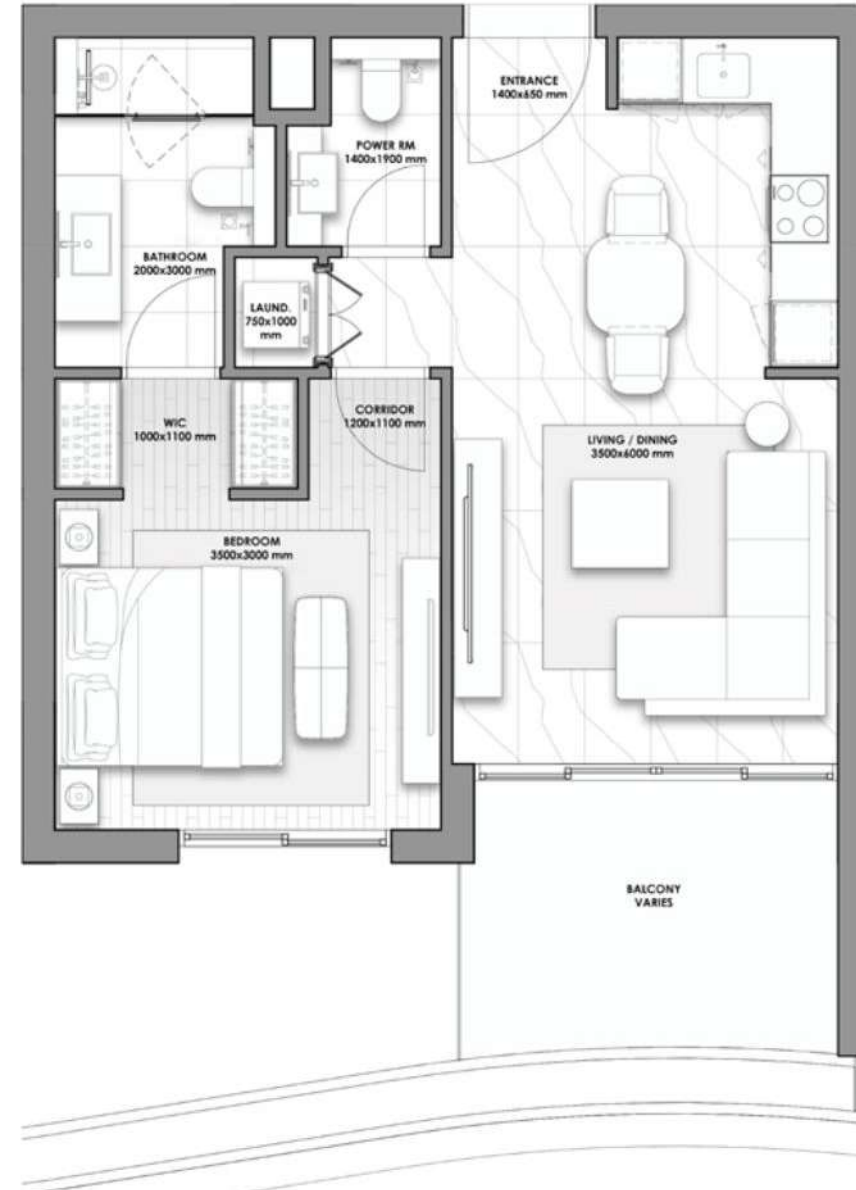 ENTRANCE
1400x650 mm
POWER RM
1400x1900 mm
BATHROOM
2000x3000 mm
LAUND.
750x1000
mm
WIC
1000x1100 mm
CORRIDOR
1200x1100 mm
LIVING / DINING
3500x6000 mm
BEDROOM
3500x3000 mm
BALCONY
VARIES